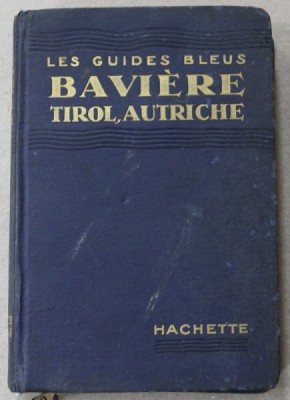 LES GUIDES BLEUS
BAVIÈRE
TIROL, AUTRICHE
HACHETTE